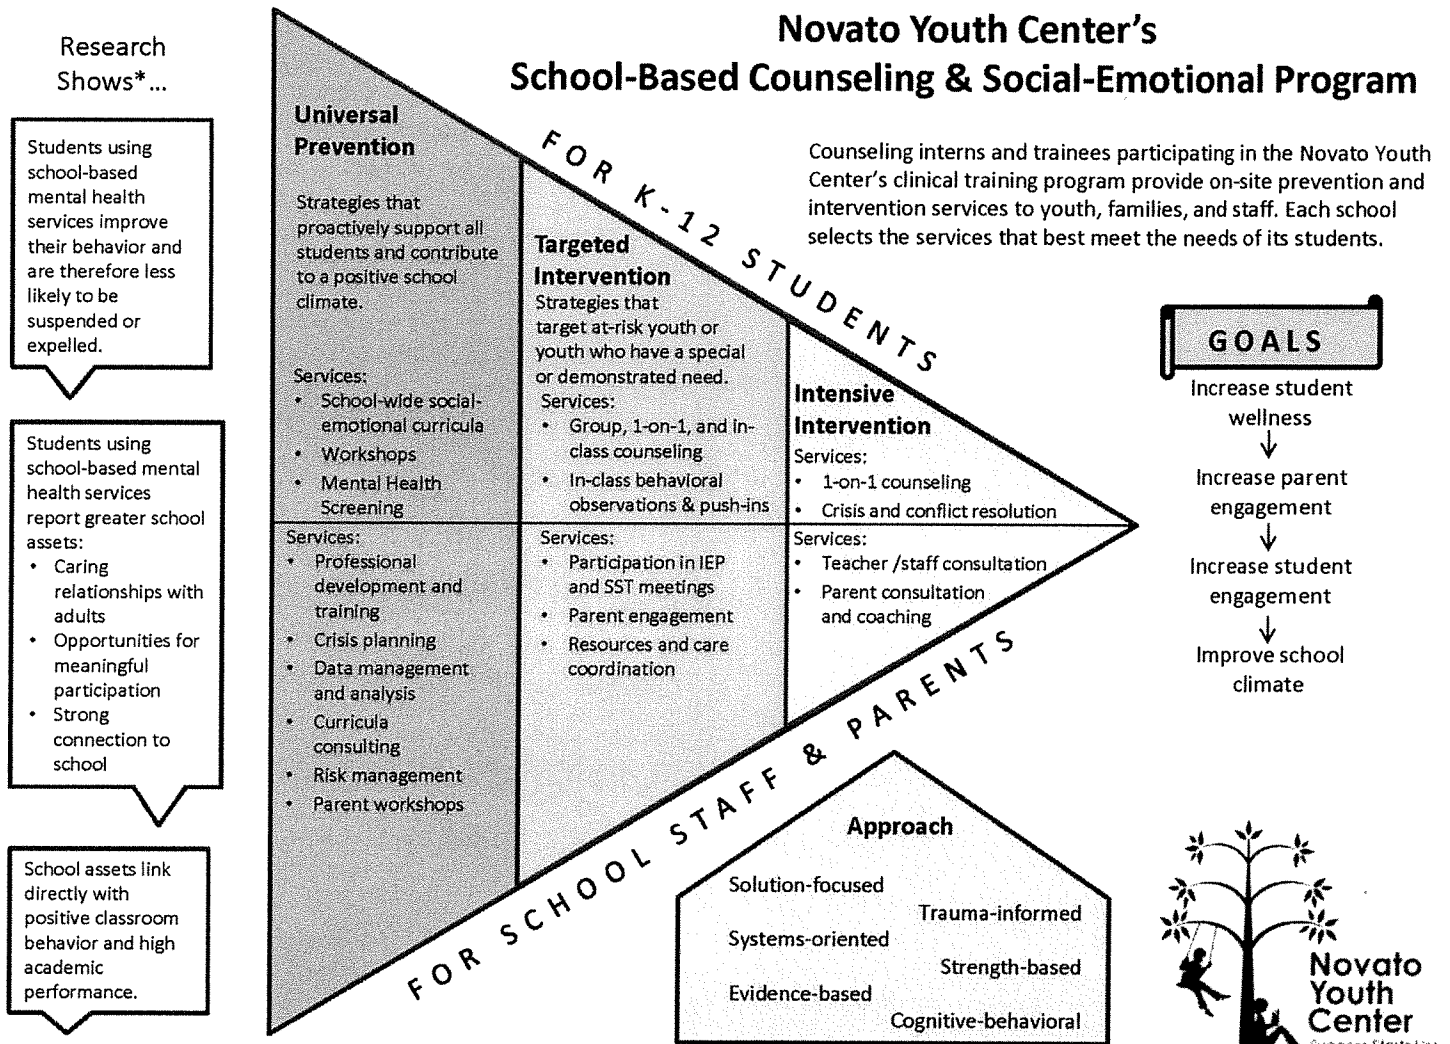 Novato Youth Center's
School-Based Counseling & Social-Emotional Program
Counseling interns and trainees participating in the Novato Youth
Center's clinical training program provide on-site prevention and
intervention services to youth, families, and staff. Each school
selects the services that best meet the needs of its students.
Research
Shows*...
Students using
school-based
mental health
services improve
their behavior and
are therefore less
likely to be
suspended or
expelled.
Students using
school-based mental
health services
report greater school
assets:
• Caring
relationships with
adults
• Opportunities for
meaningful
participation
• Strong
connection to
school
School assets link
directly with
positive classroom
behavior and high
academic
performance.
FOR K-12 STUDENTS
Universal
Prevention
Strategies that
proactively support all
students and contribute
to a positive school
climate.
Services:
• School-wide social-
emotional curricula
• Workshops
• Mental Health
Screening
Services:
• Professional
development and
training
• Crisis planning
• Data management
and analysis
• Curricula
consulting
• Risk management
• Parent workshops
Targeted
Intervention
Strategies that
target at-risk youth or
youth who have a special
or demonstrated need.
Services:
• Group, 1-on-1, and in-
class counseling
• In-class behavioral
observations & push-ins
Services:
• Participation in IEP
and SST meetings
• Parent engagement
• Resources and care
coordination
Intensive
Intervention
Services:
• 1-on-1 counseling
• Crisis and conflict resolution
Services:
• Teacher /staff consultation
• Parent consultation
and coaching
FOR SCHOOL STAFF & PARENTS
GOALS
Increase student
wellness
↓
Increase parent
engagement
↓
Increase student
engagement
↓
Improve school
climate
Approach
Solution-focused
Trauma-informed
Systems-oriented
Strength-based
Evidence-based
Cognitive-behavioral
Novato
Youth
Center